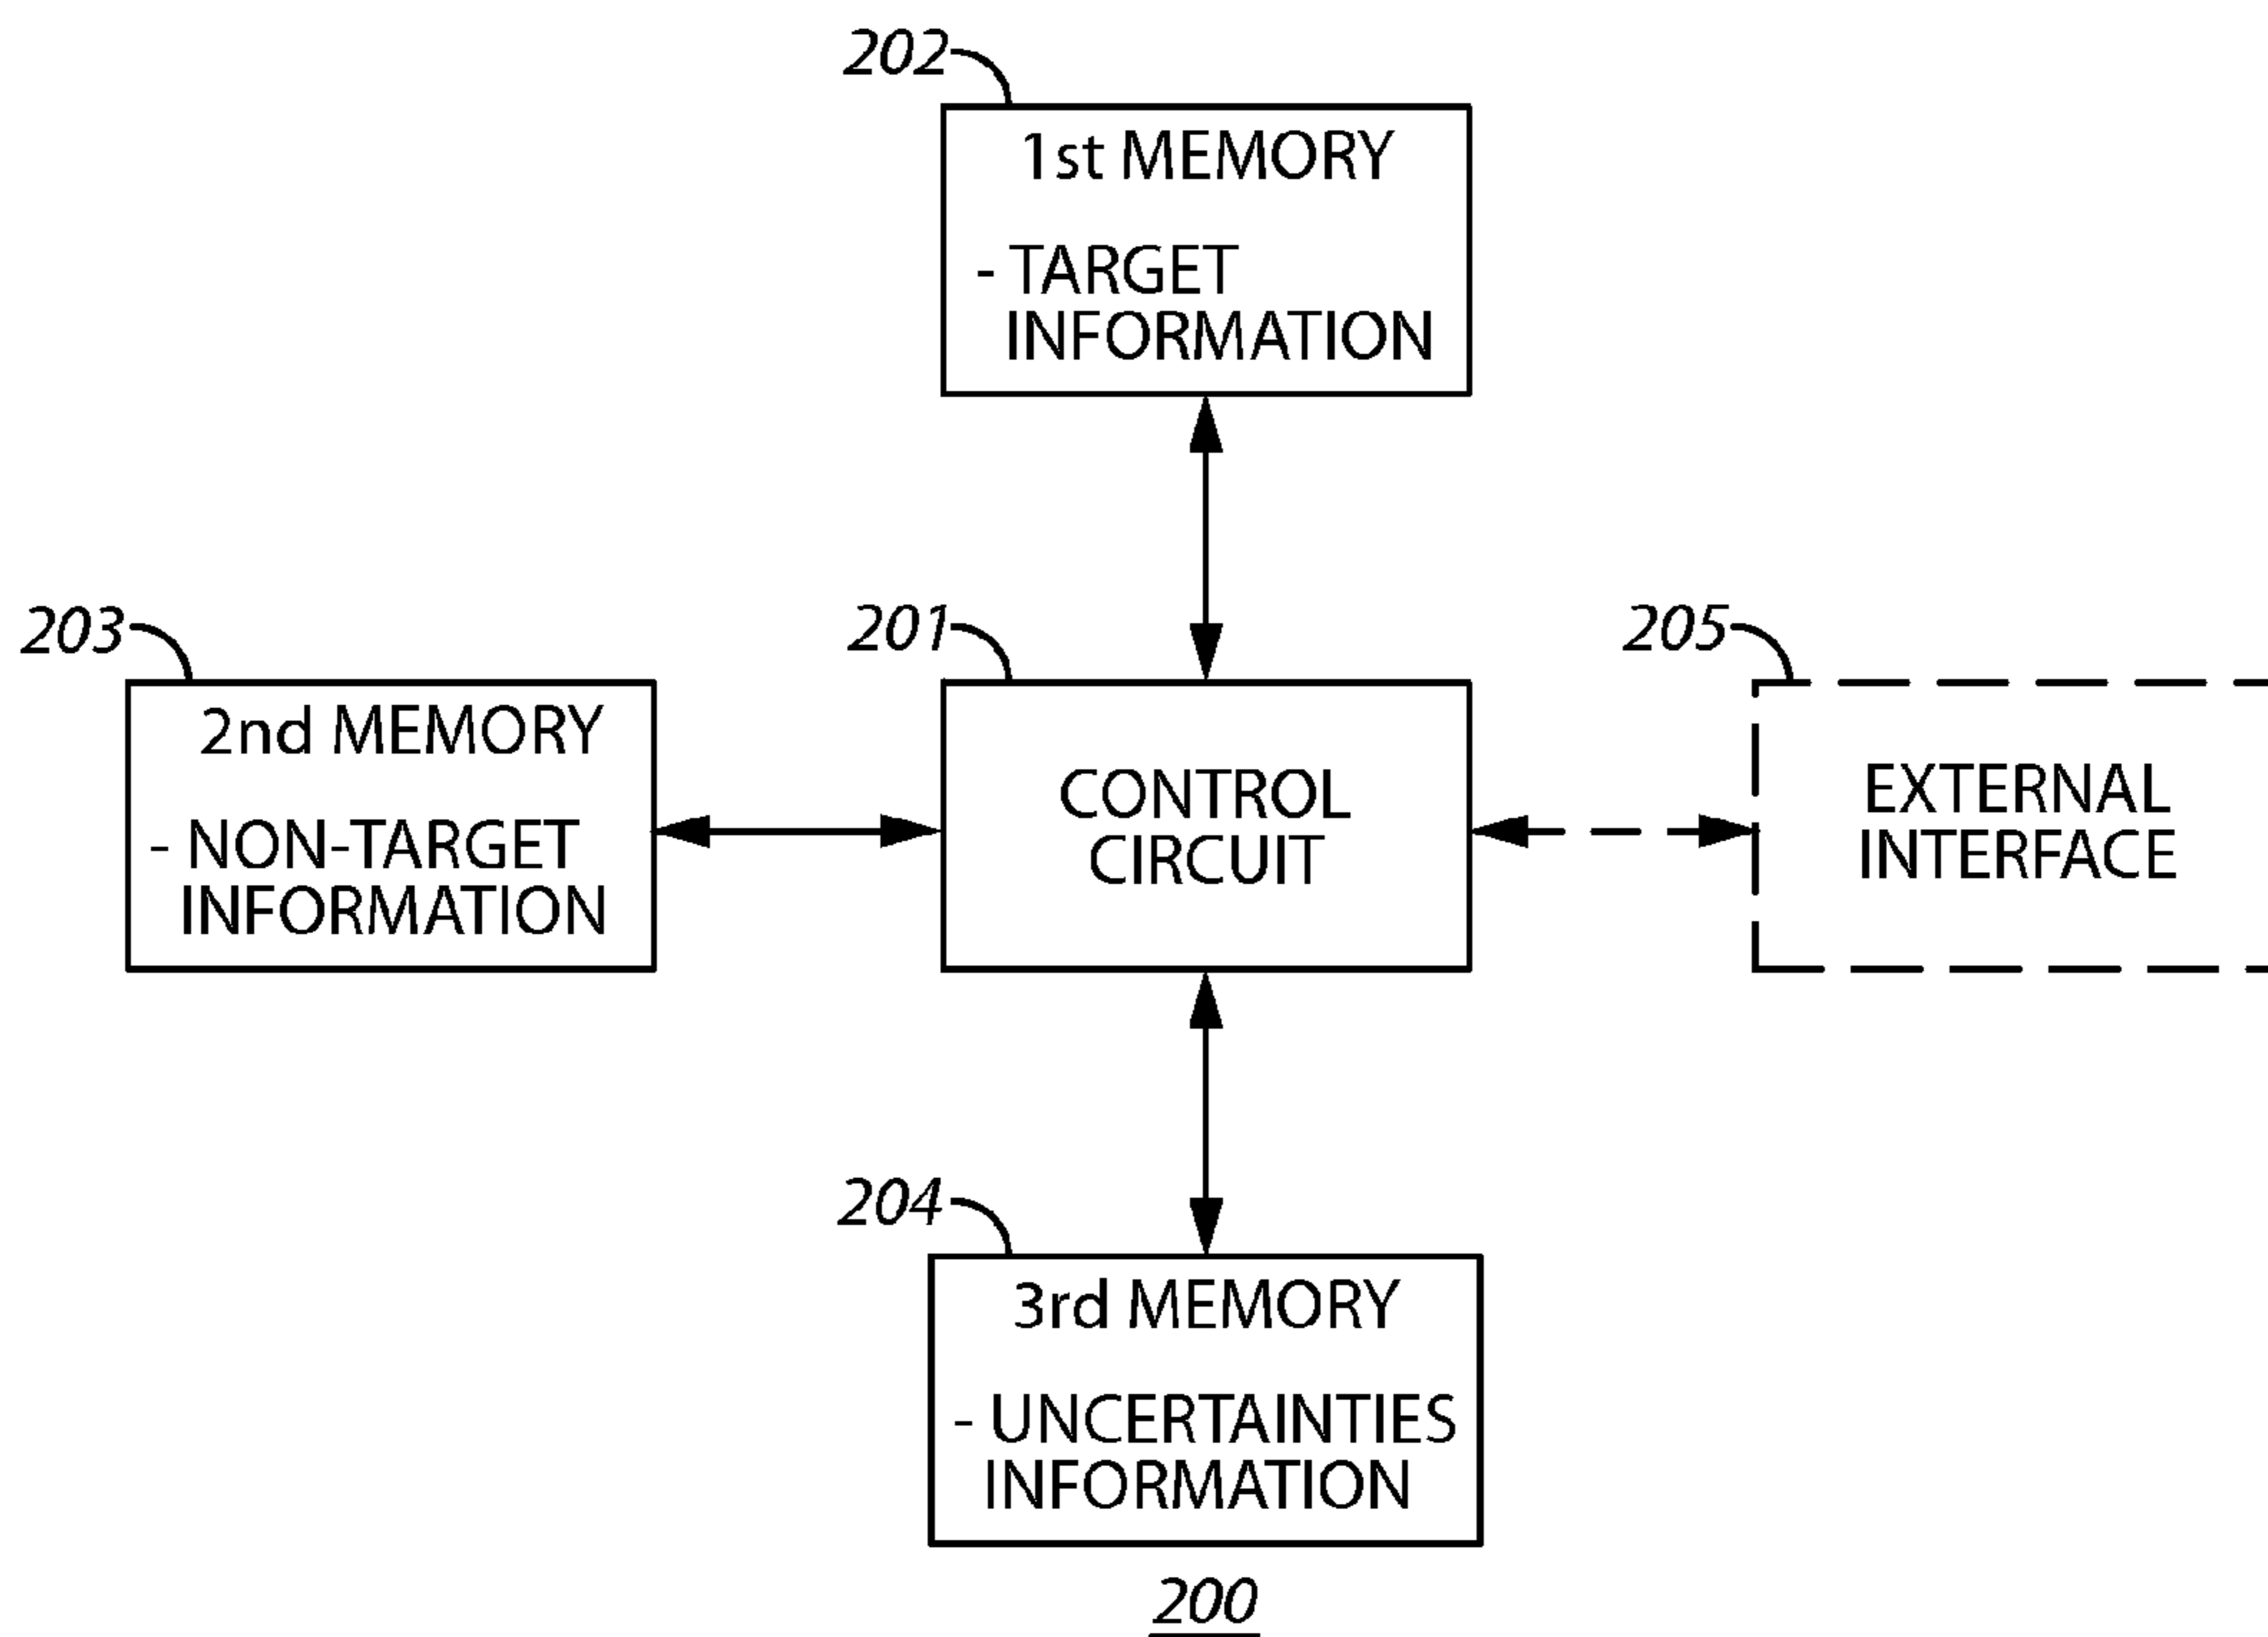 202
1st MEMORY
- TARGET
INFORMATION
203
2nd MEMORY
- NON-TARGET
INFORMATION
201
CONTROL
CIRCUIT
205
EXTERNAL
INTERFACE
204
3rd MEMORY
- UNCERTAINTIES
INFORMATION
200